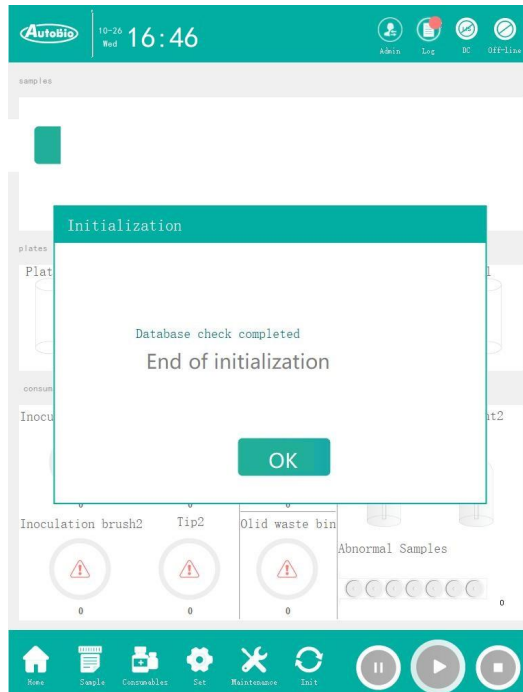 AutoBio
10-26
Wed
16:46
Admin
Log
DC
Off-line
samples
Initialization
plates
Plat
1
Database check completed
End of initialization
consum
Inocu
nt2
OK
Inoculation brush2
Tip2
Olid waste bin
Abnormal Samples
0
0
0
0
Home
Sample
Consumables
Set
Maintenance
Init